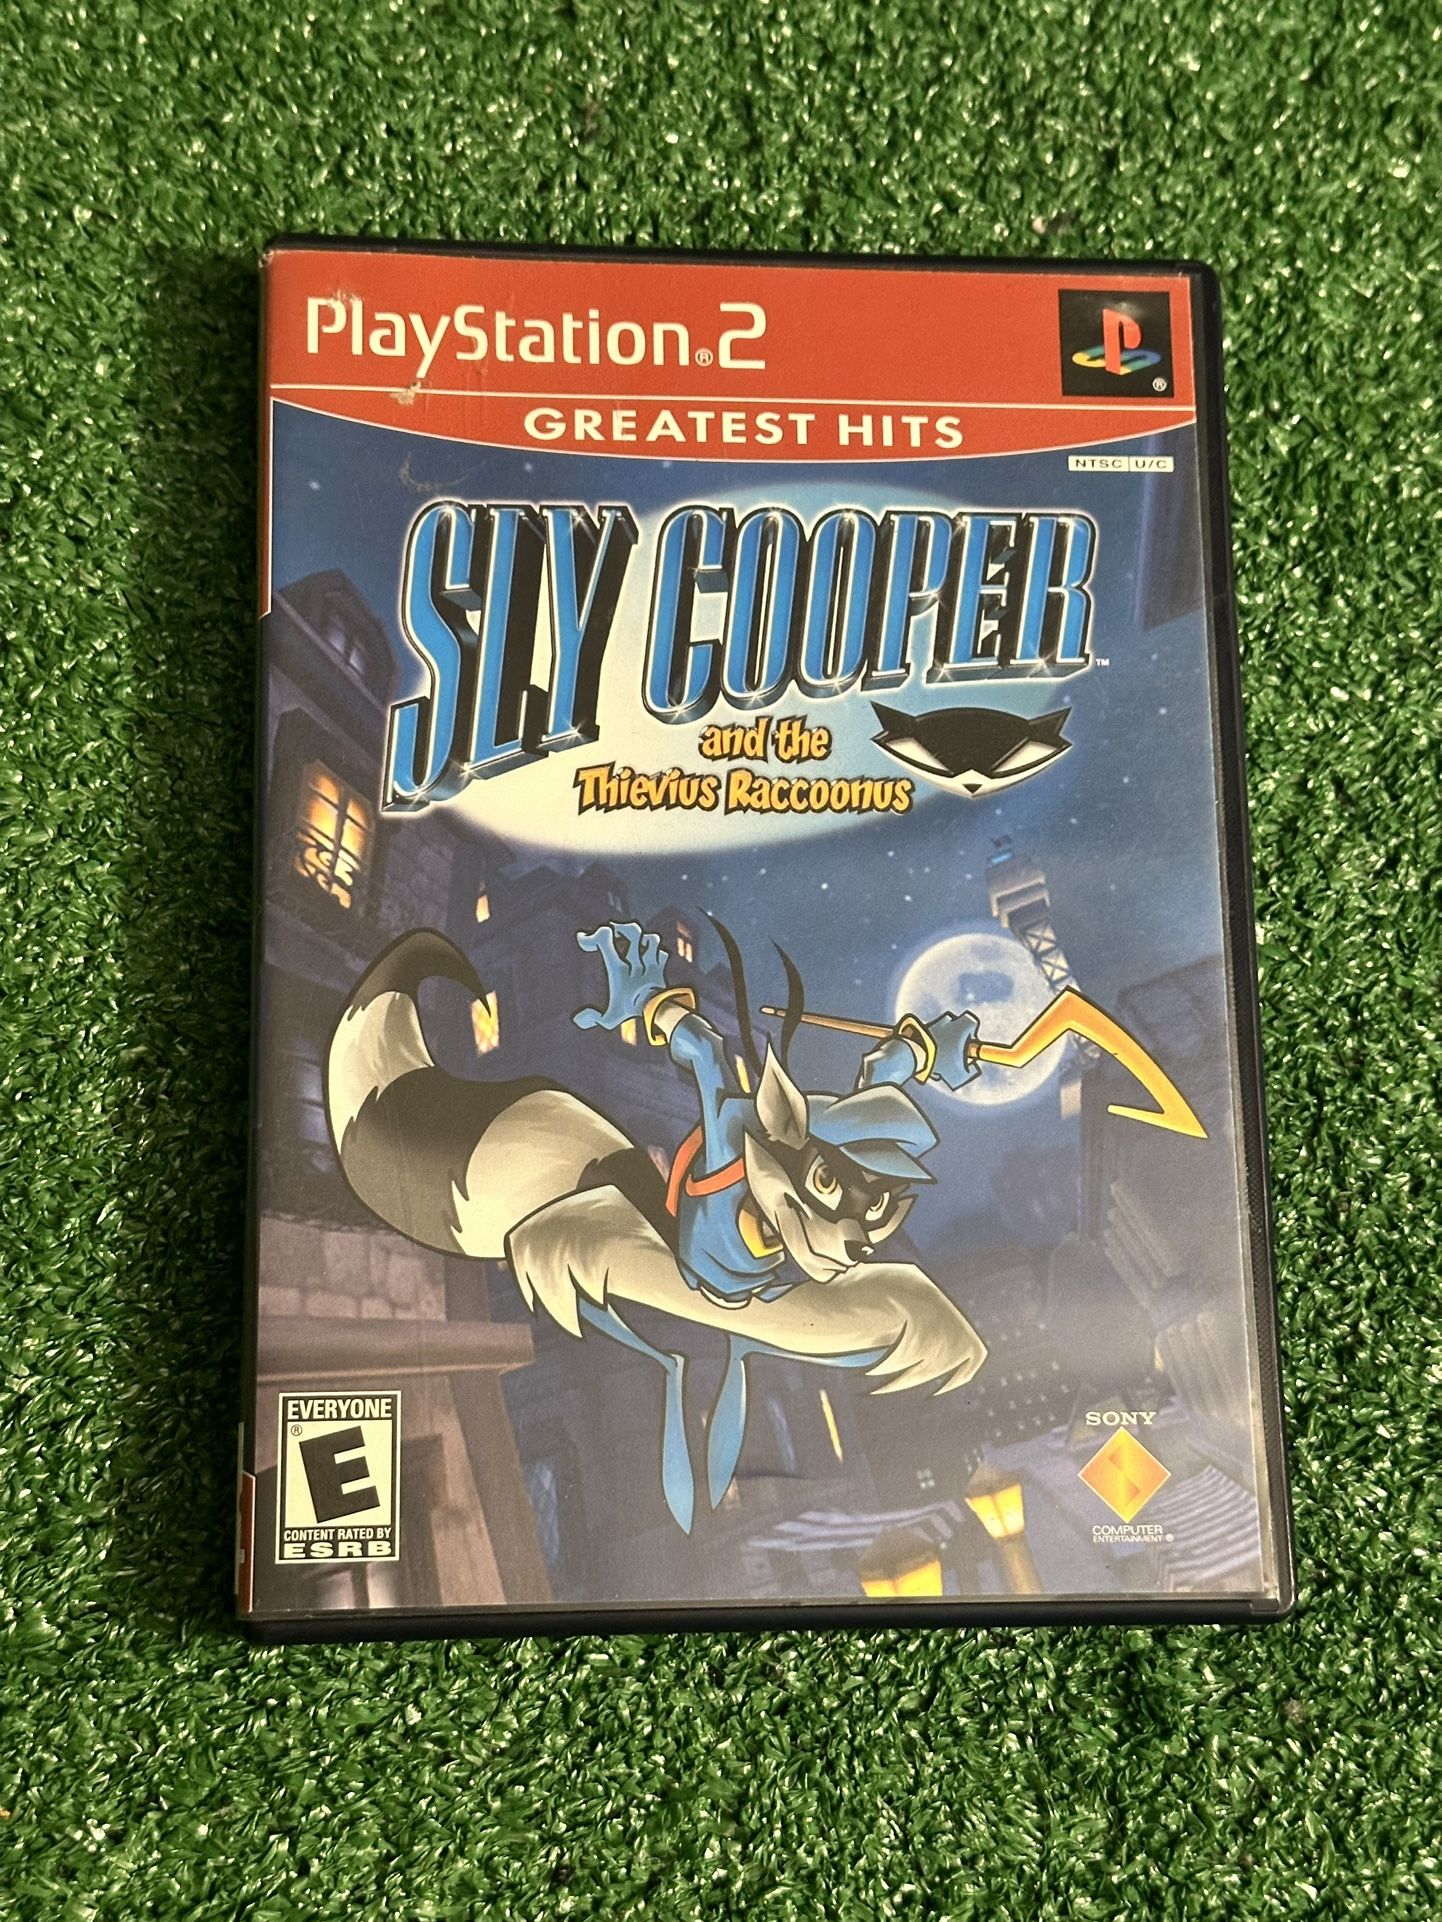 PlayStation®2
GREATEST HITS
NTSC U/C
SLY COOPER™
and the
Thievius Raccoonus
EVERYONE
®
E
CONTENT RATED BY
ESRB
SONY
COMPUTER
ENTERTAINMENT®